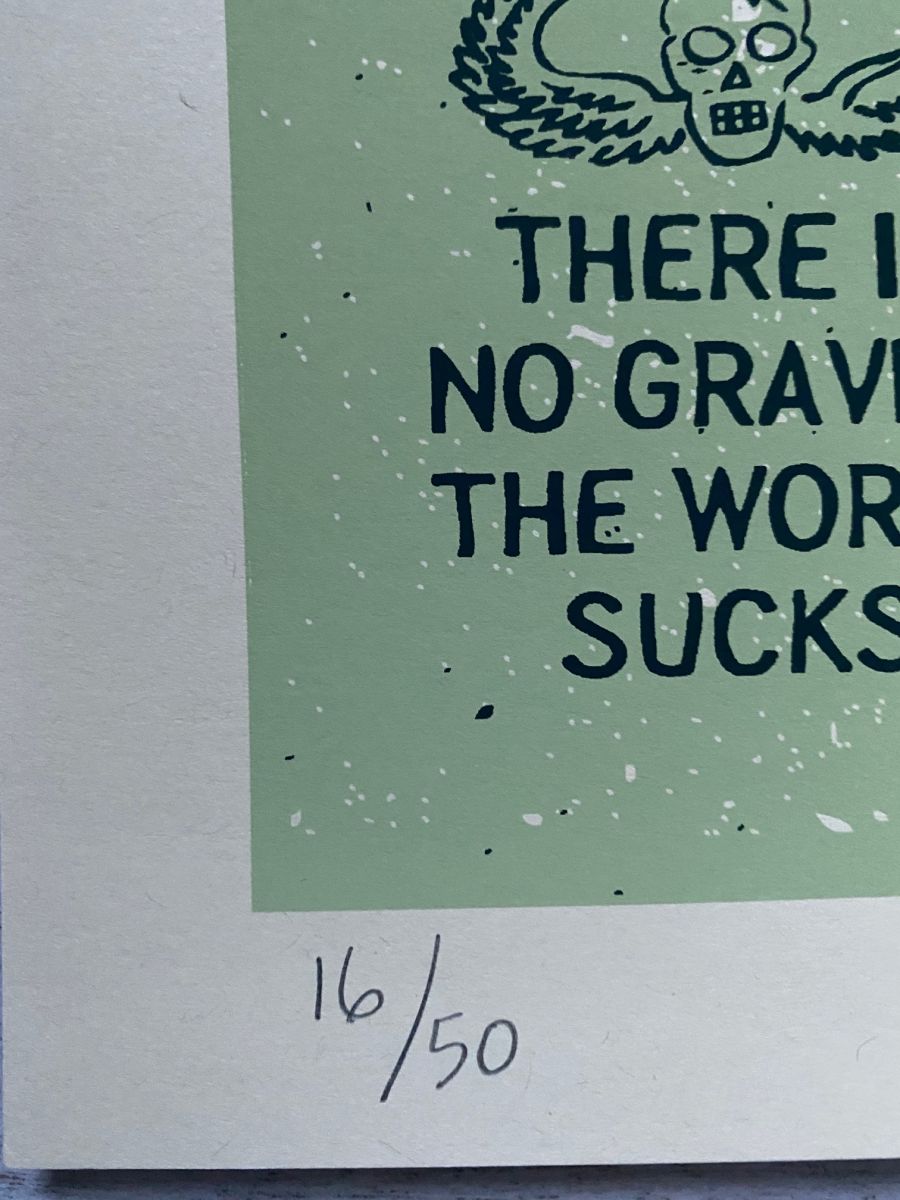 THERE I
NO GRAV
THE WOR
SUCKS
16/50